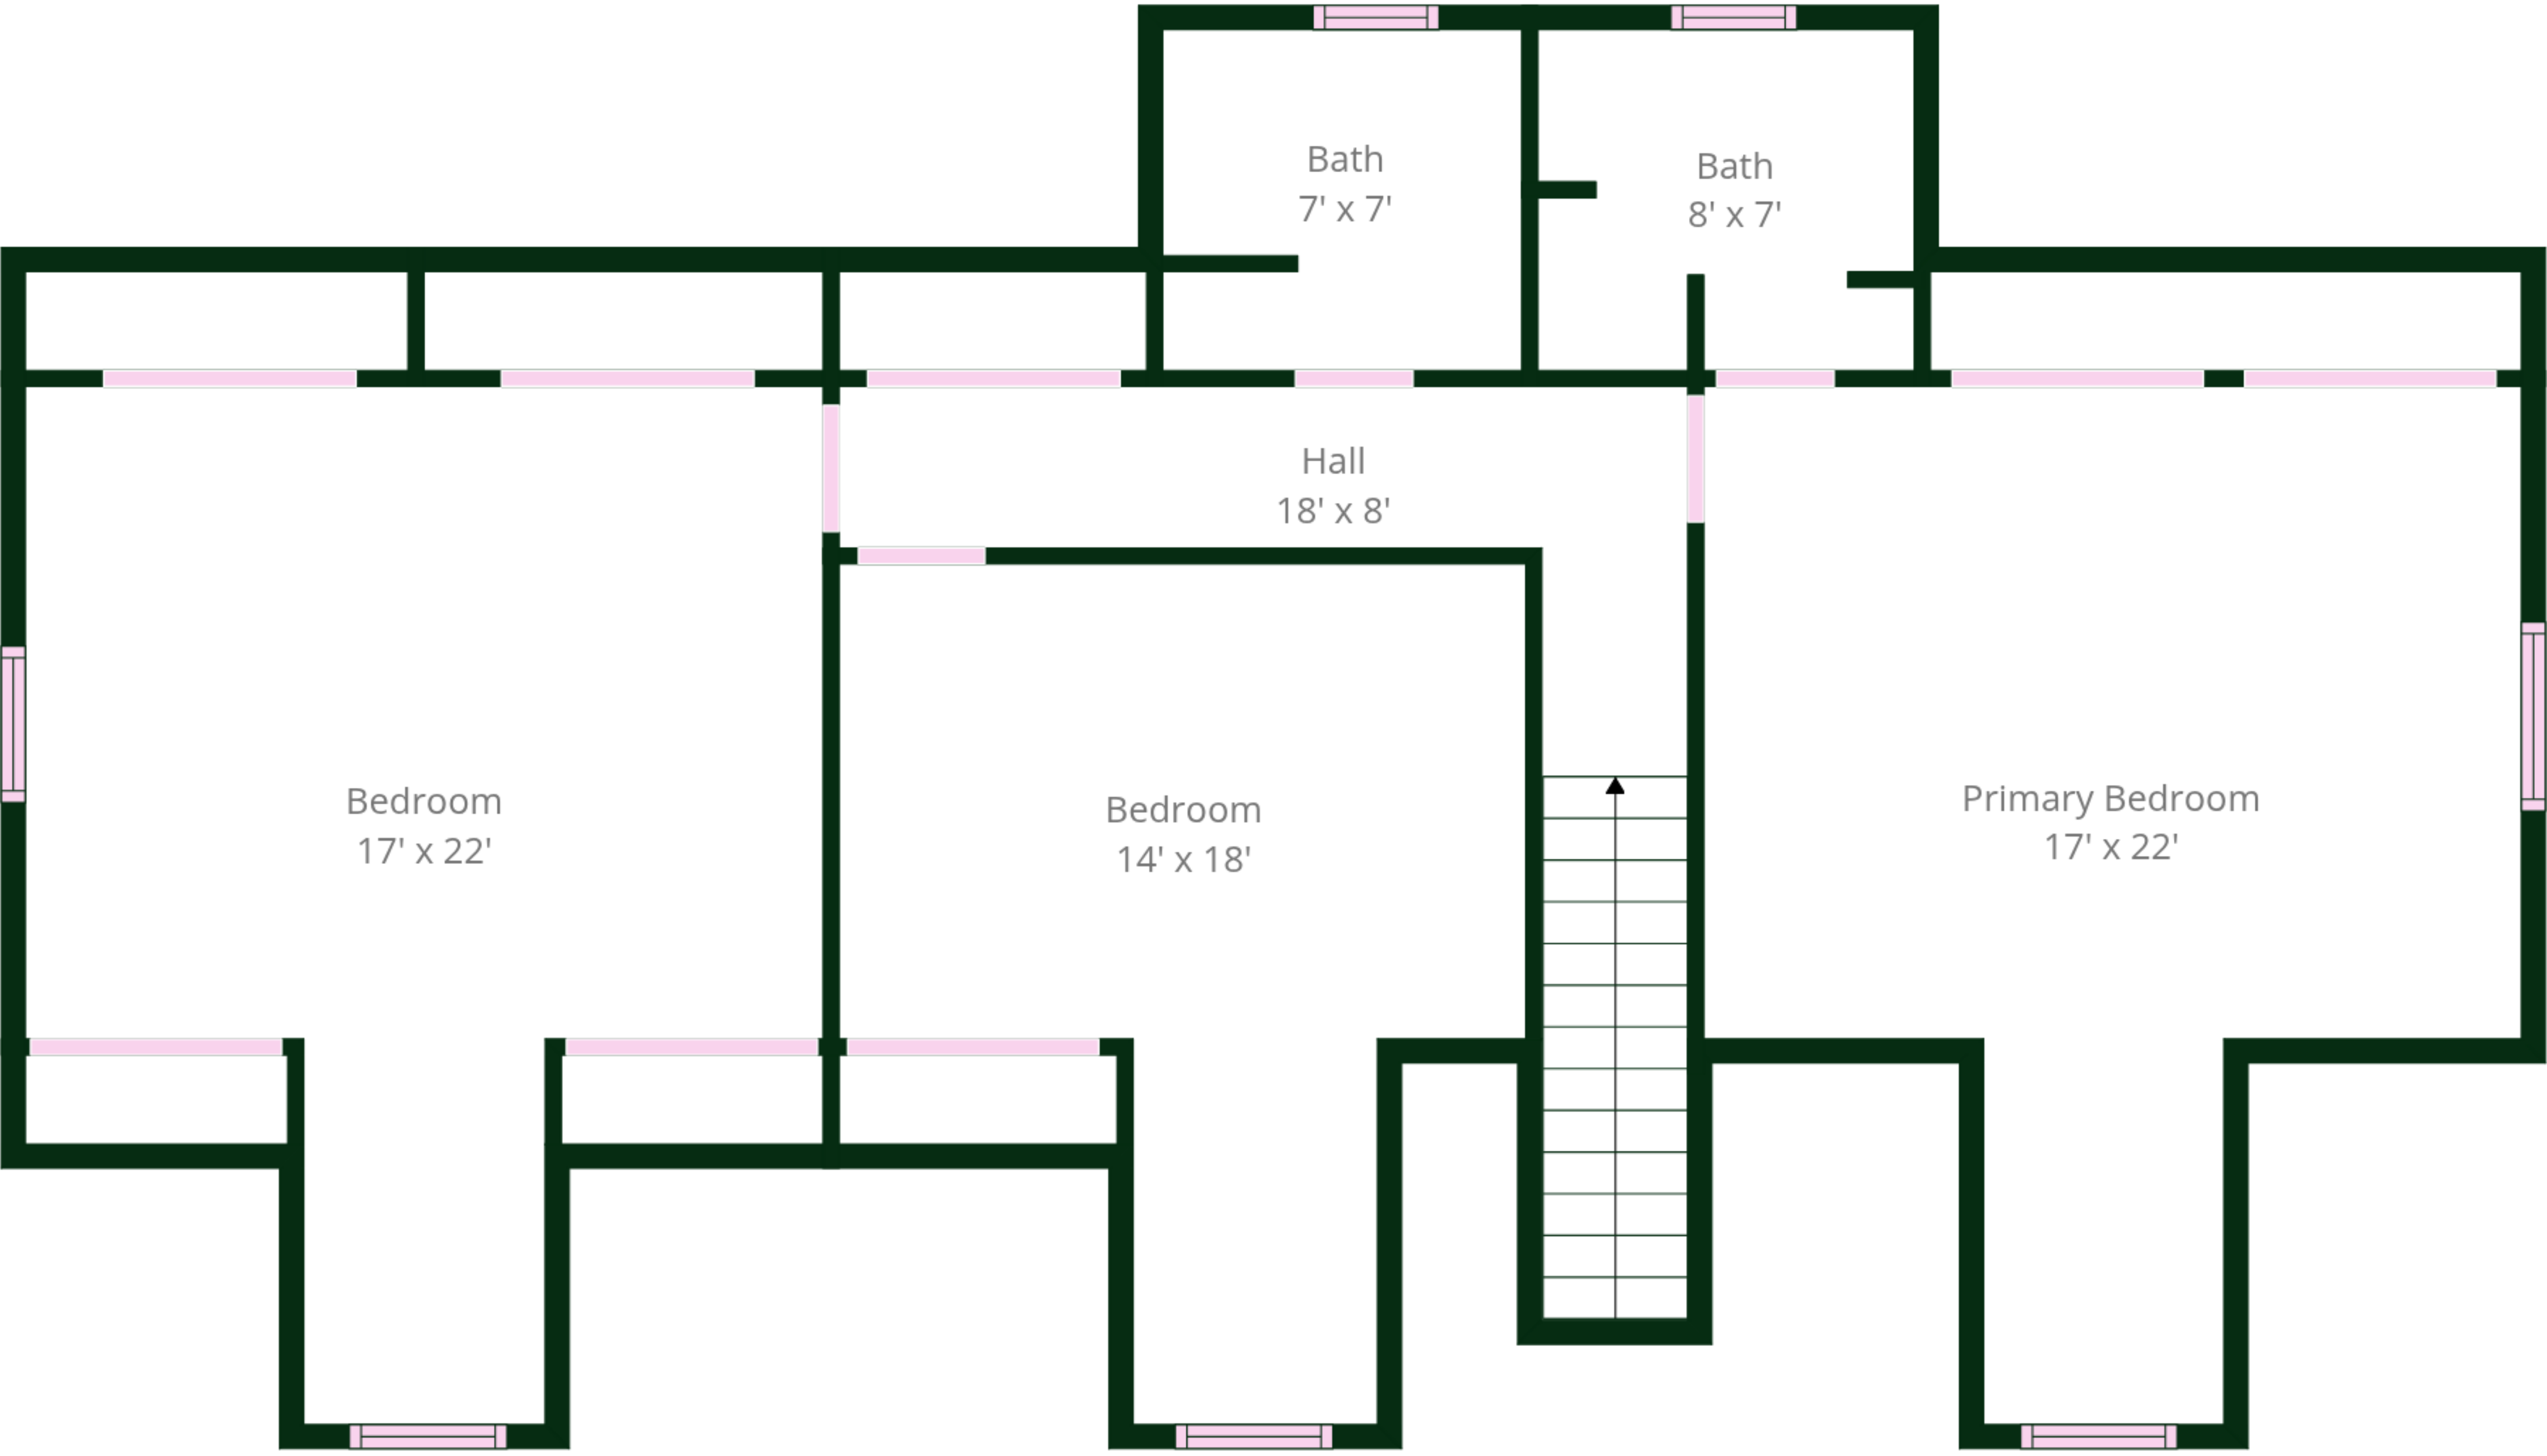 Bath
7' x 7'
Bath
8' x 7'
Hall
18' x 8'
Bedroom
17' x 22'
Bedroom
14' x 18'
Primary Bedroom
17' x 22'